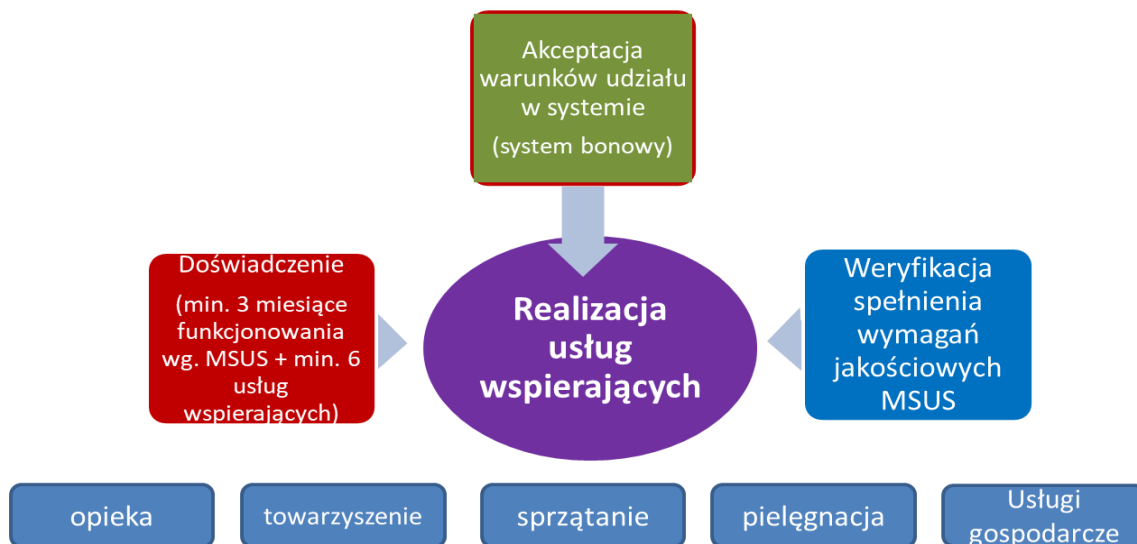 Akceptacja
warunków udziału
w systemie
(system bonowy)
Doświadczenie
(min. 3 miesiące
funkcjonowania
wg. MSUS + min. 6
usług
wspierających)
Realizacja
usług
wspierających
Weryfikacja
spełnienia
wymagań
jakościowych
MSUS
opieka
towarzyszenie
sprzątanie
pielęgnacja
Usługi
gospodarcze